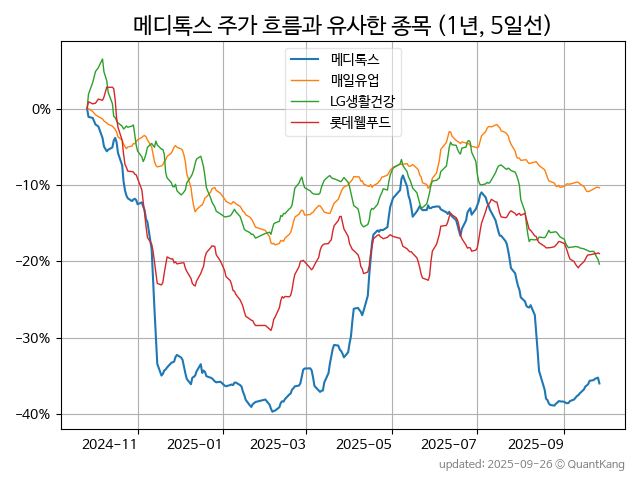 메디톡스 주가 흐름과 유사한 종목 (1년, 5일선)
메디톡스
매일유업
LG생활건강
롯데웰푸드
0%
−10%
−20%
−30%
−40%
2024-11 2025-01 2025-03 2025-05 2025-07 2025-09
updated: 2025-09-26 © QuantKang